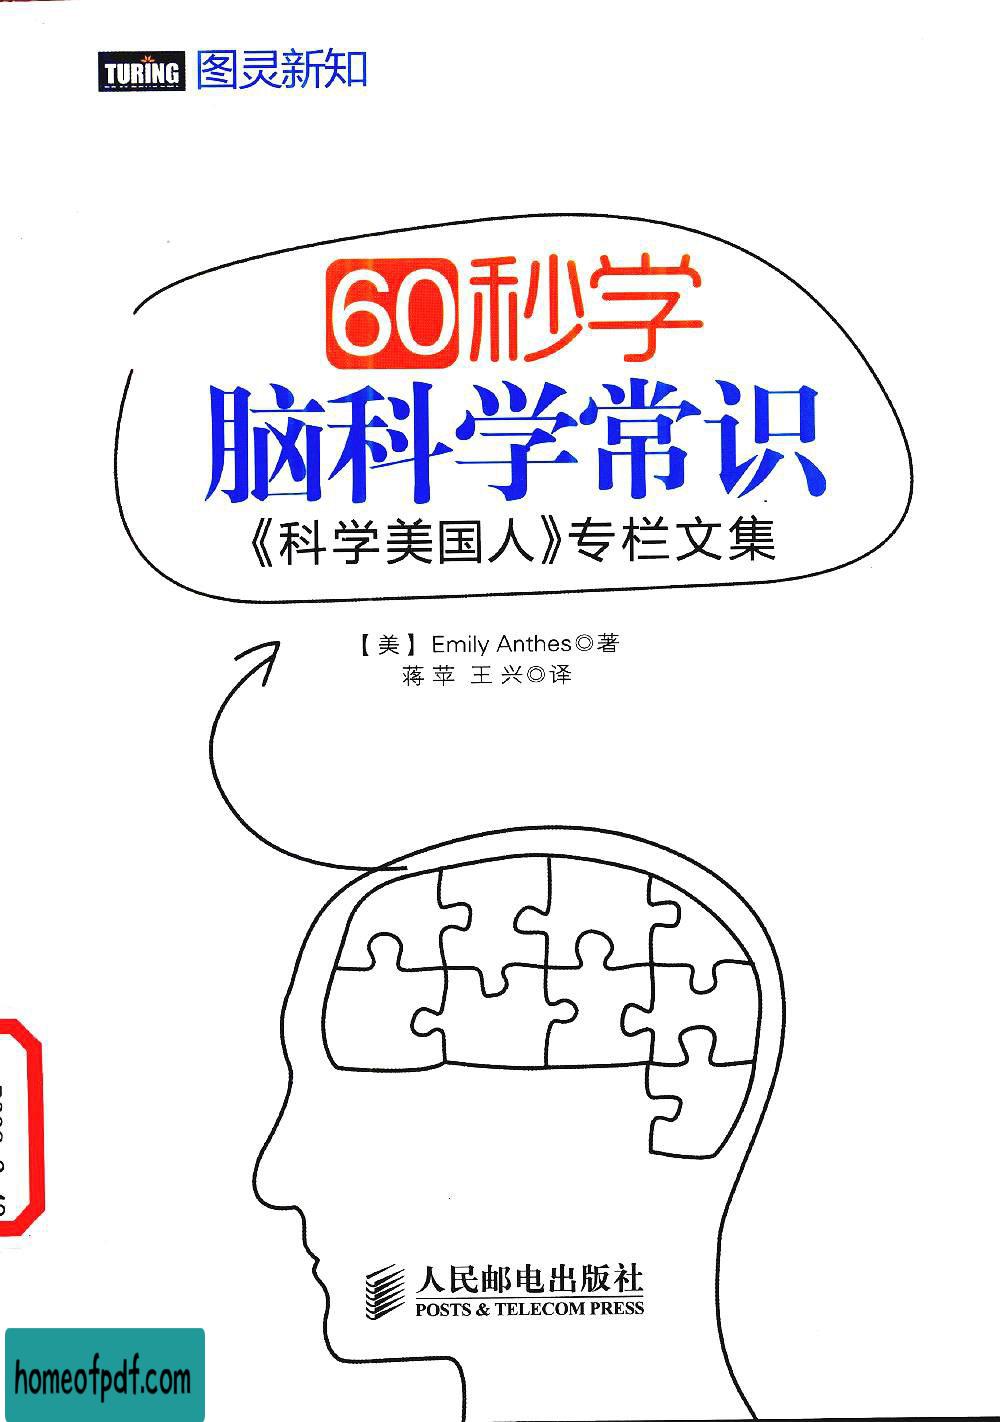 TURING 图灵新知
60秒学
脑科学常识
《科学美国人》专栏文集
【美】Emily Anthes◎著
蒋苹 王兴◎译
人民邮电出版社
POSTS & TELECOM PRESS
homeofpdf.com